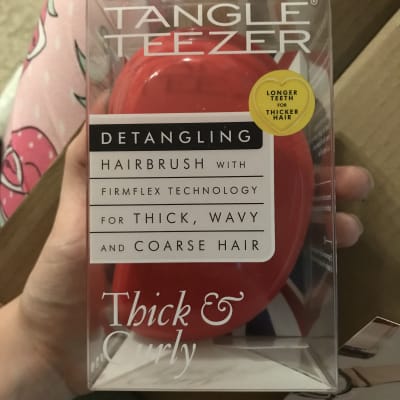 TANGLE
TEEZER®
LONGER
TEETH
FOR
THICKER
HAIR
DETANGLING
HAIRBRUSH WITH
FIRMFLEX TECHNOLOGY
FOR THICK, WAVY
AND COARSE HAIR
Thick &
Curly